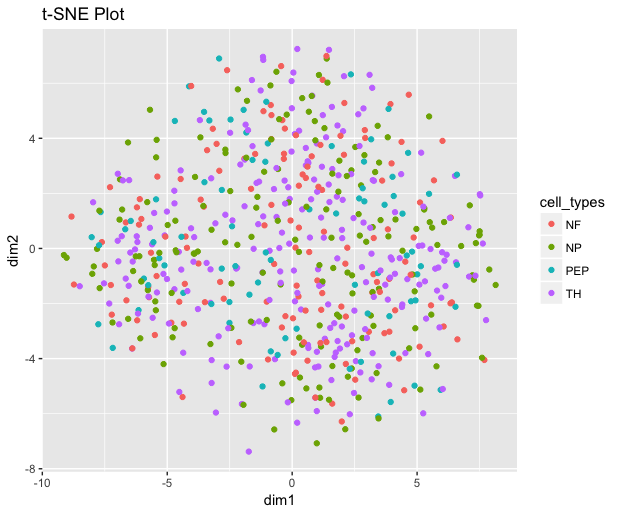 t-SNE Plot
dim2
4
0
-4
-8
-10
-5
0
5
dim1
cell_types
NF
NP
PEP
TH